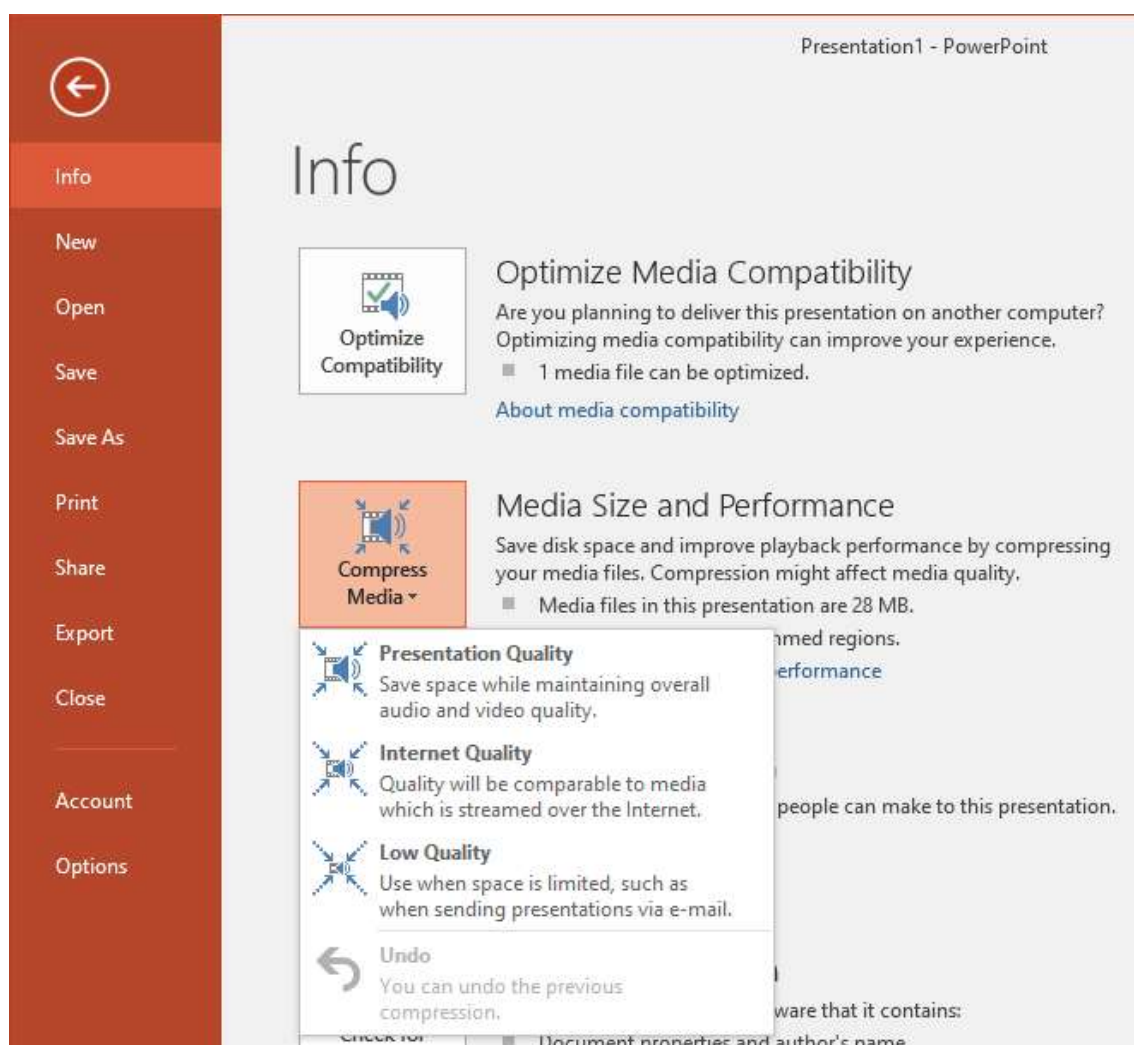 Presentation1 - PowerPoint
Info
New
Open
Save
Save As
Print
Share
Export
Close
Account
Options
Info
Optimize
Compatibility
Optimize Media Compatibility
Are you planning to deliver this presentation on another computer?
Optimizing media compatibility can improve your experience.
1 media file can be optimized.
About media compatibility
Compress
Media
Media Size and Performance
Save disk space and improve playback performance by compressing
your media files. Compression might affect media quality.
Media files in this presentation are 28 MB.
regions.
Presentation Quality
Save space while maintaining overall
audio and video quality.
Internet Quality
Quality will be comparable to media
which is streamed over the Internet.
Low Quality
Use when space is limited, such as
when sending presentations via e-mail.
Undo
You can undo the previous
compression.
people can make to this presentation.
that it contains:
Check for
Document properties and author's name